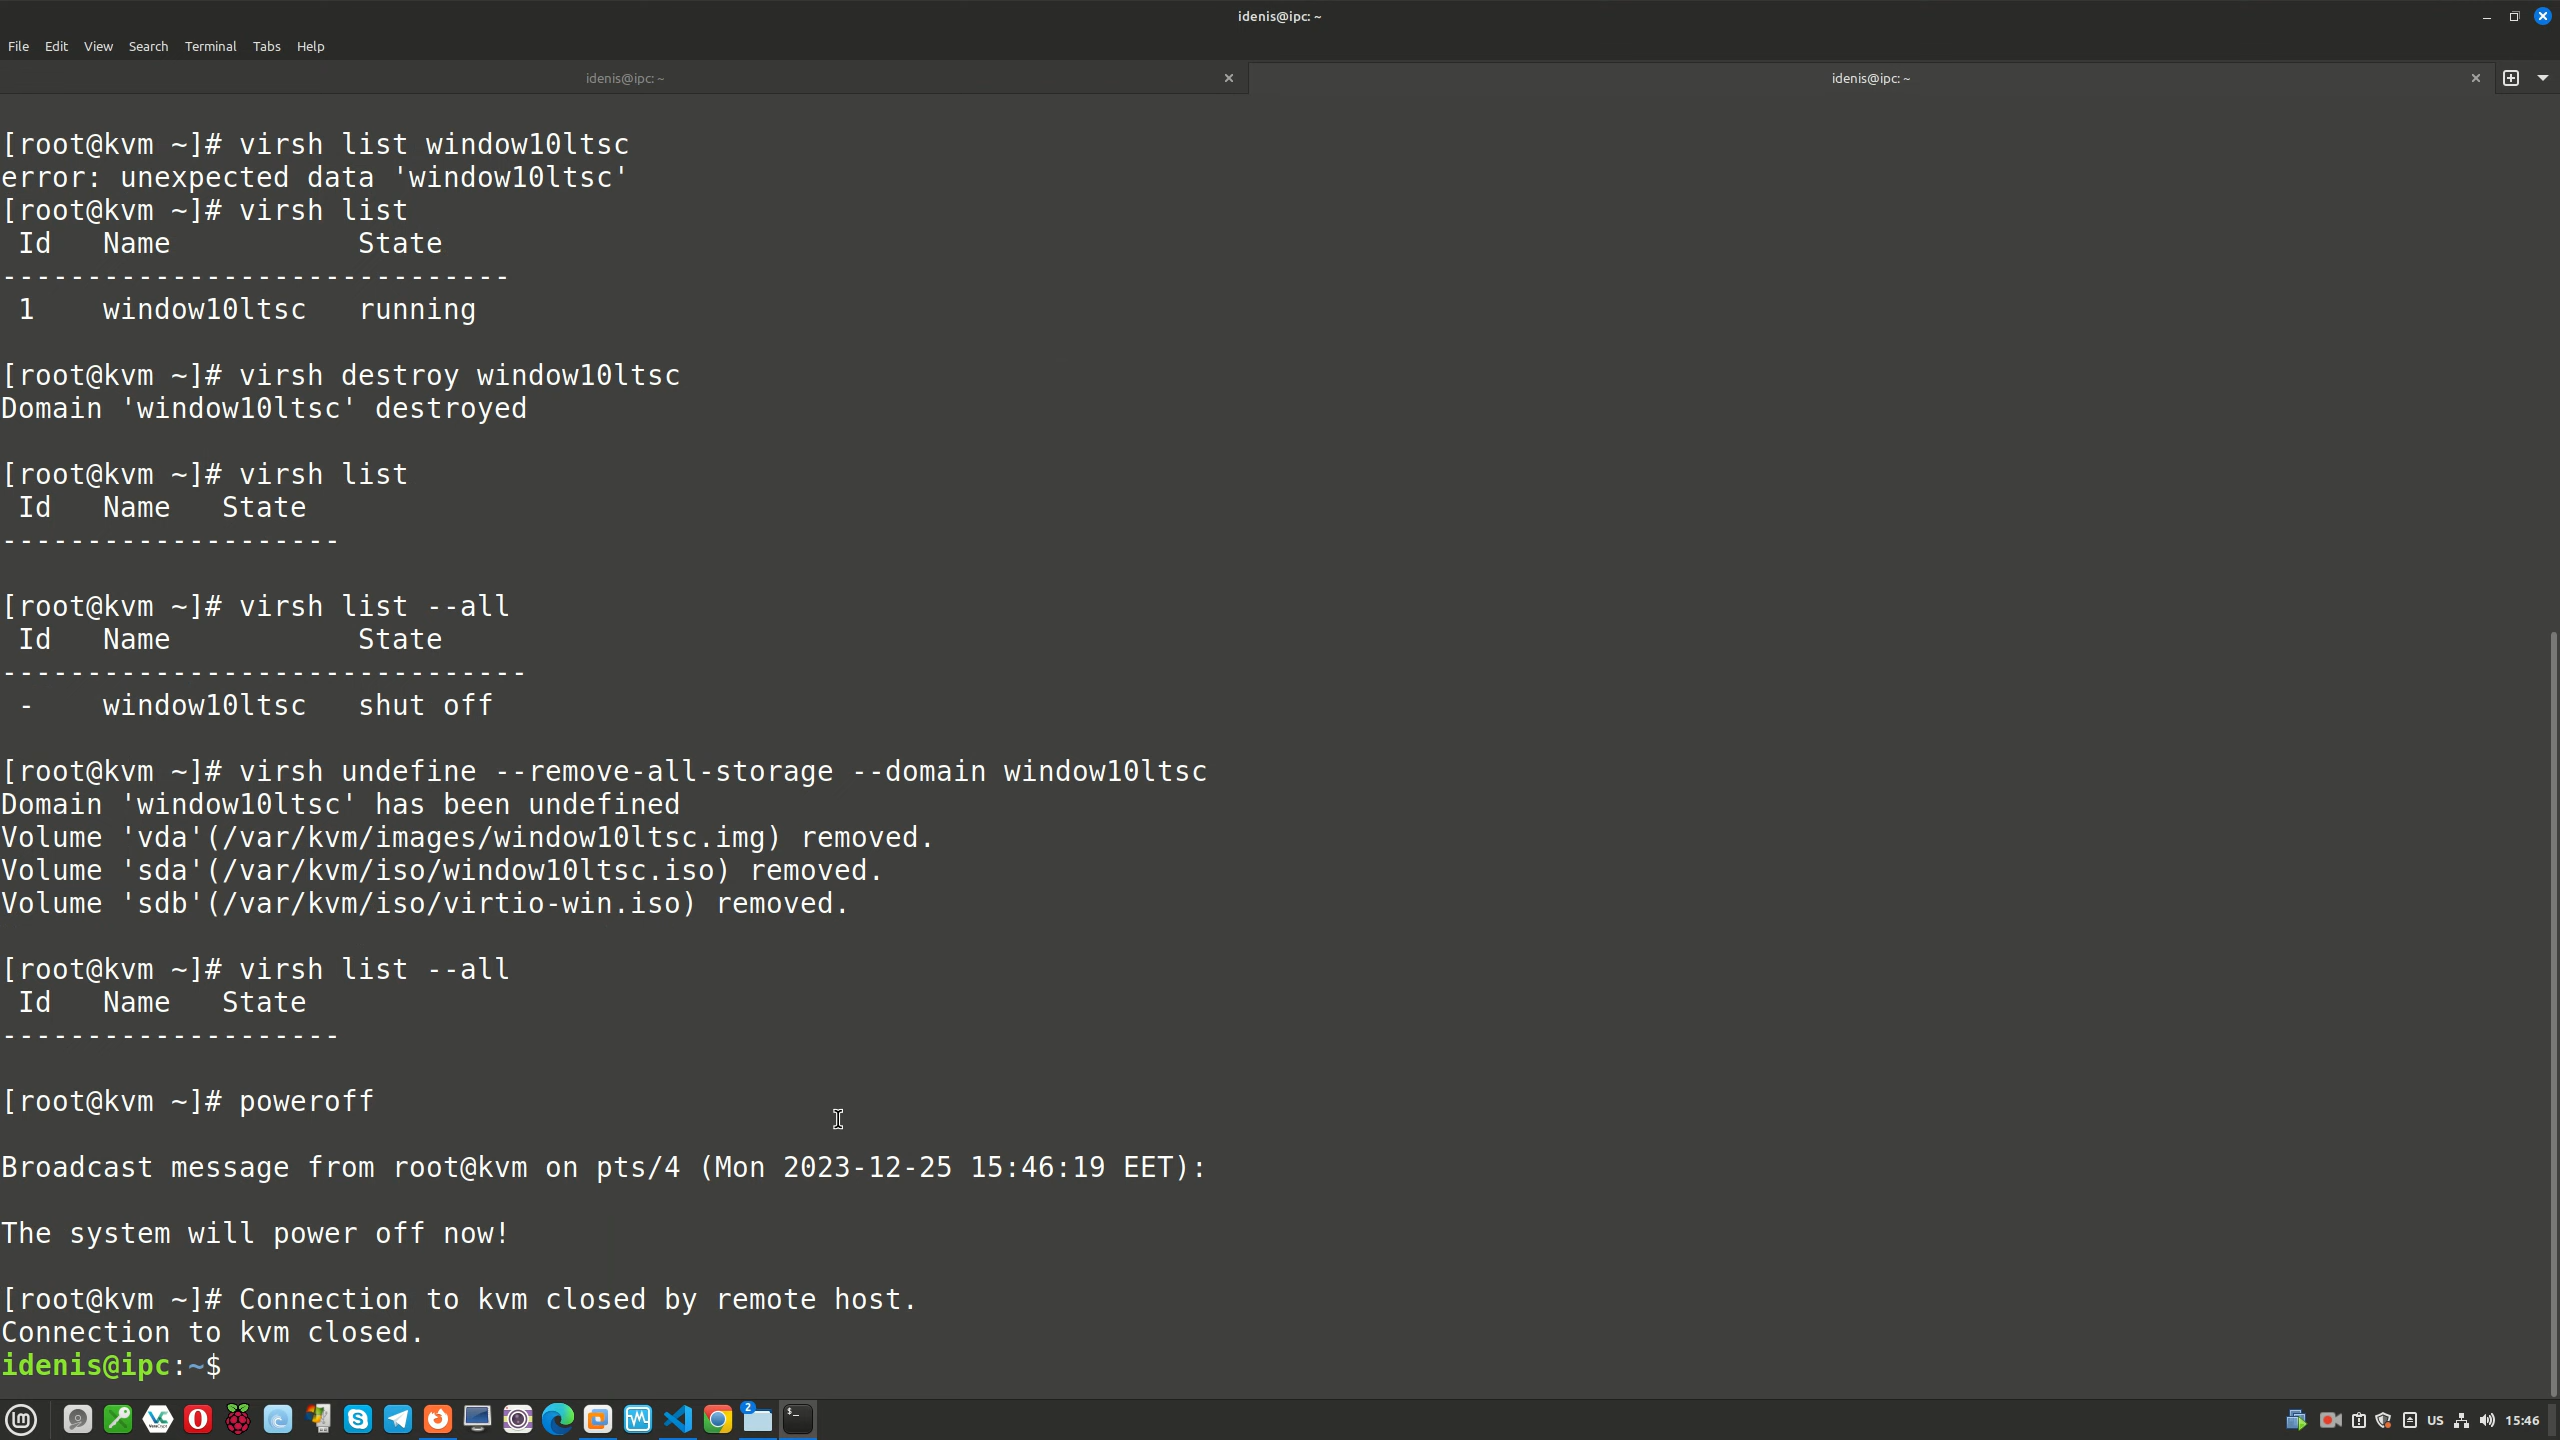 idenis@ipc: ~
File Edit View Search Terminal Tabs Help
idenis@ipc: ~ idenis@ipc: ~
[root@kvm ~]# virsh list window10ltsc
error: unexpected data 'window10ltsc'
[root@kvm ~]# virsh list
 Id   Name           State
------------------------------
 1    window10ltsc   running
[root@kvm ~]# virsh destroy window10ltsc
Domain 'window10ltsc' destroyed
[root@kvm ~]# virsh list
 Id   Name   State
--------------------
[root@kvm ~]# virsh list --all
 Id   Name           State
-------------------------------
 -    window10ltsc   shut off
[root@kvm ~]# virsh undefine --remove-all-storage --domain window10ltsc
Domain 'window10ltsc' has been undefined
Volume 'vda'(/var/kvm/images/window10ltsc.img) removed.
Volume 'sda'(/var/kvm/iso/window10ltsc.iso) removed.
Volume 'sdb'(/var/kvm/iso/virtio-win.iso) removed.
[root@kvm ~]# virsh list --all
 Id   Name   State
--------------------
[root@kvm ~]# poweroff
Broadcast message from root@kvm on pts/4 (Mon 2023-12-25 15:46:19 EET):
The system will power off now!
[root@kvm ~]# Connection to kvm closed by remote host.
Connection to kvm closed.
idenis@ipc:~$
2 US 15:46